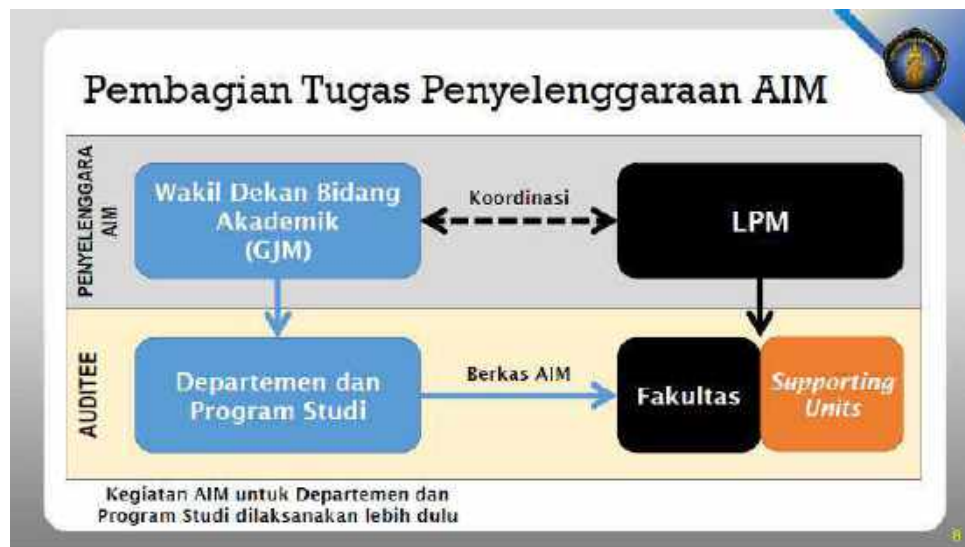 Pembagian Tugas Penyelenggaraan AIM
PENYELENGGARA
AIM
Wakil Dekan Bidang
Akademik
(GJM)
Koordinasi
LPM
AUDITEE
Departemen dan
Program Studi
Berkas AIM
Fakultas
Supporting
Units
Kegiatan AIM untuk Departemen dan
Program Studi dilaksanakan lebih dulu
8